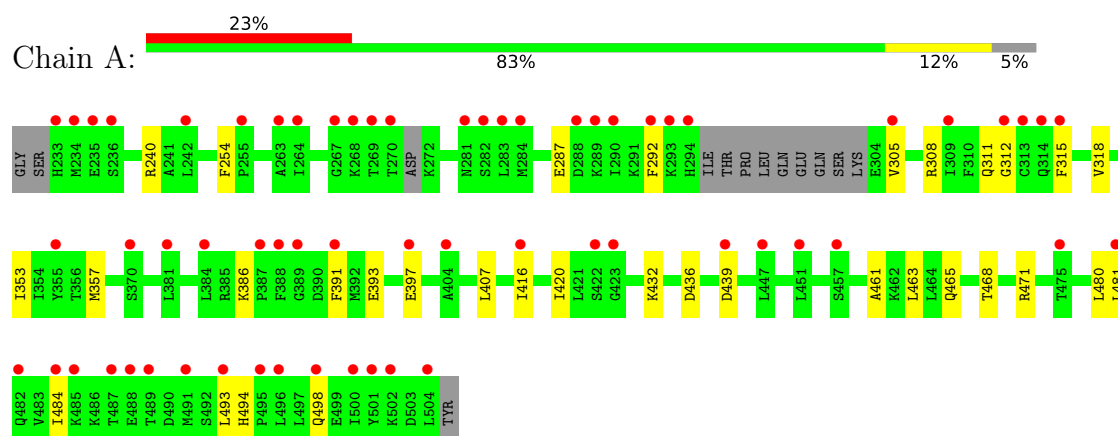 23%
Chain A:
83% 12% 5%
GLY SER H233 M234 E235 S236 R240 A241 L242 F254 P255 A263 I264 G267 K268 T269 T270 ASP K272 N281 S282 L283 M284 E287 D288 K289 I290 K291 F292 K293 H294 ILE THR PRO LEU GLN GLU GLN SER LYS E304 V305 R308 I309 F310 Q311 G312 C313 Q314 F315 V318
I353 I354 Y355 T356 M357 S370 L381 L384 R385 K386 P387 F388 G389 D390 F391 M392 E393 E397 A404 L407 I416 I420 L421 S422 G423 K432 D436 D439 L447 L451 S457 A461 K462 L463 L464 Q465 T468 R471 T475 L480 L481
Q482 V483 I484 K485 K486 T487 E488 T489 D490 M491 S492 L493 H494 P495 L496 L497 Q498 E499 I500 Y501 K502 D503 L504 TYR